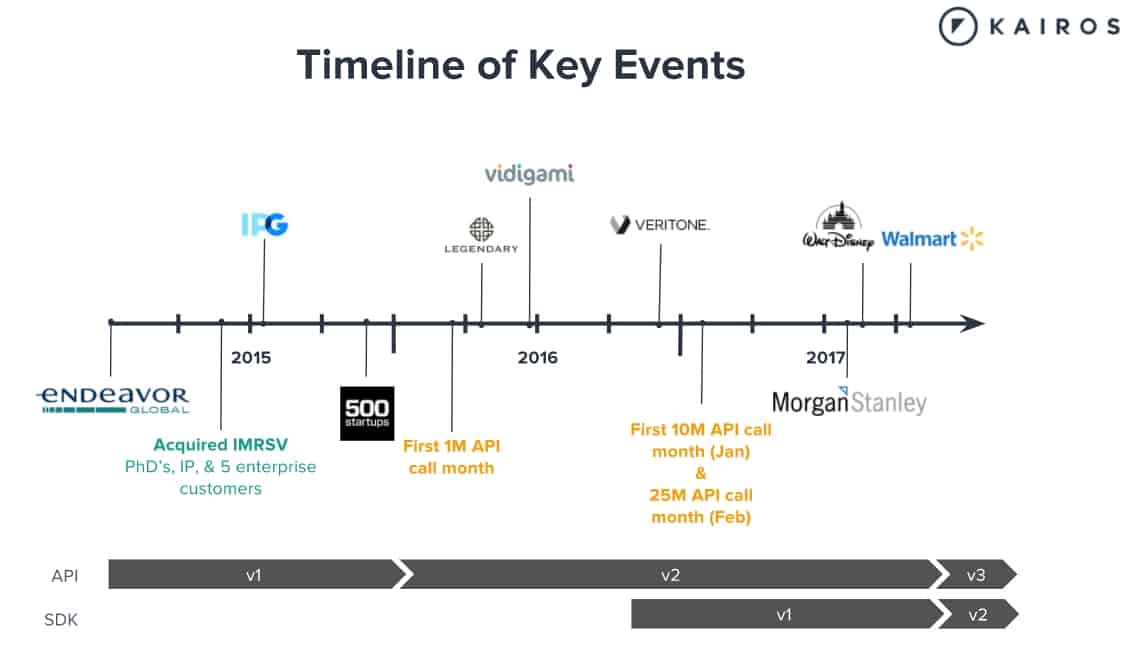 KAIROS
Timeline of Key Events
vidigami
IPG
LEGENDARY
VERITONE.
WALT DISNEY
Walmart
2015
2016
2017
ENDEAVOR
GLOBAL
500
startups
Morgan Stanley
Acquired IMRSV
PhD's, IP, & 5 enterprise
customers
First 1M API
call month
First 10M API call
month (Jan)
&
25M API call
month (Feb)
API
v1
v2
v3
SDK
v1
v2